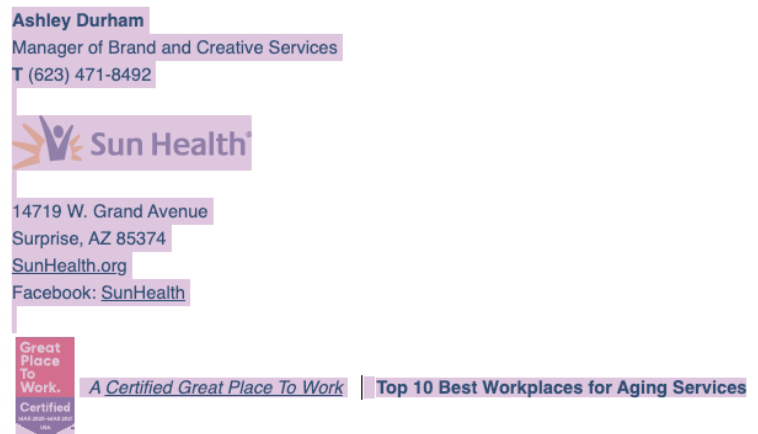 Ashley Durham
Manager of Brand and Creative Services
T (623) 471-8492
Sun Health®
14719 W. Grand Avenue
Surprise, AZ 85374
SunHealth.org
Facebook: SunHealth
Great
Place
To
Work.
Certified
USA
A Certified Great Place To Work | Top 10 Best Workplaces for Aging Services